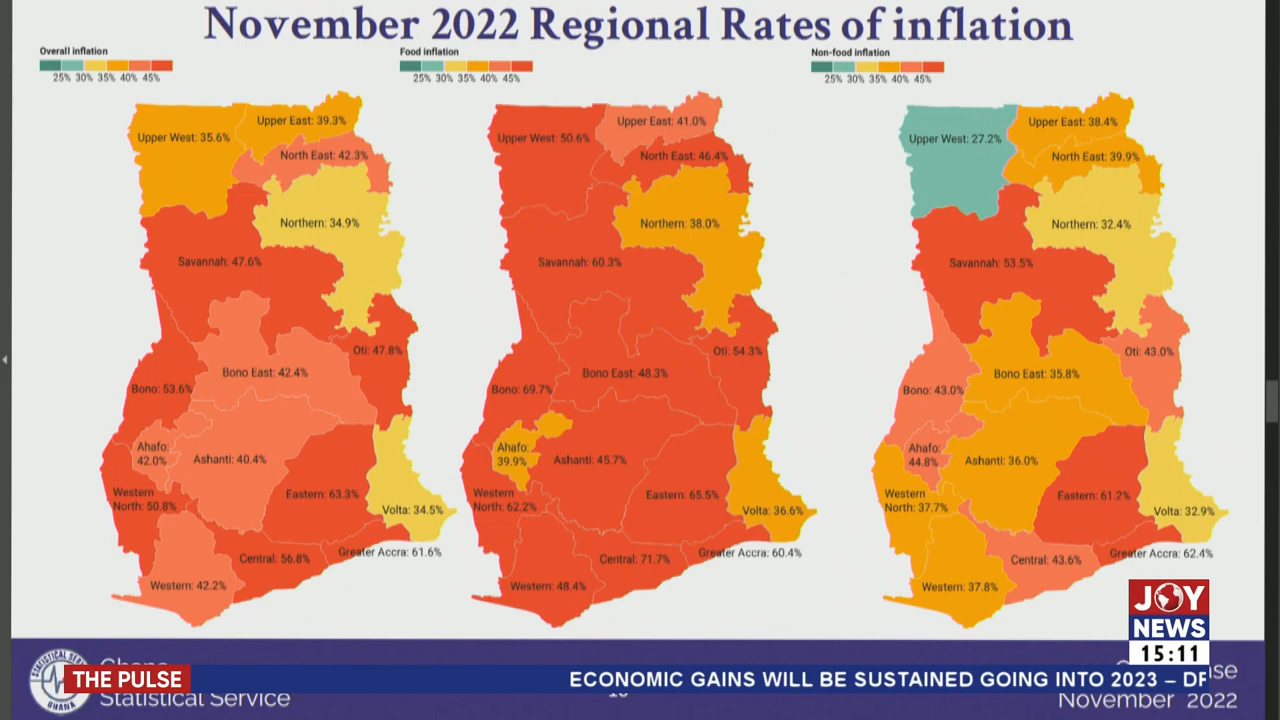 November 2022 Regional Rates of inflation
Overall inflation
25% 30% 35% 40% 45%
Upper West: 35.6%
Upper East: 39.3%
North East: 42.3%
Northern: 34.9%
Savannah: 47.6%
Oti: 47.8%
Bono East: 42.4%
Bono: 53.6%
Ahafo:
42.0%
Ashanti: 40.4%
Western
North: 50.8%
Eastern: 63.3%
Volta: 34.5%
Greater Accra: 61.6%
Central: 56.8%
Western: 42.2%
Food inflation
25% 30% 35% 40% 45%
Upper West: 50.6%
Upper East: 41.0%
North East: 46.4%
Northern: 38.0%
Savannah: 60.3%
Oti: 54.3%
Bono East: 48.3%
Bono: 69.7%
Ahafo:
39.9%
Ashanti: 45.7%
Western
North: 62.2%
Eastern: 65.5%
Volta: 36.6%
Greater Accra: 60.4%
Central: 71.7%
Western: 48.4%
Non-food inflation
25% 30% 35% 40% 45%
Upper West: 27.2%
Upper East: 38.4%
North East: 39.9%
Northern: 32.4%
Savannah: 53.5%
Oti: 43.0%
Bono East: 35.8%
Bono: 43.0%
Ahafo:
44.8%
Ashanti: 36.0%
Western
North: 37.7%
Eastern: 61.2%
Volta: 32.9%
Greater Accra: 62.4%
Central: 43.6%
Western: 37.8%
JOY
NEWS
15:11
THE PULSE
ECONOMIC GAINS WILL BE SUSTAINED GOING INTO 2023 – DR
Statistical Service
November 2022